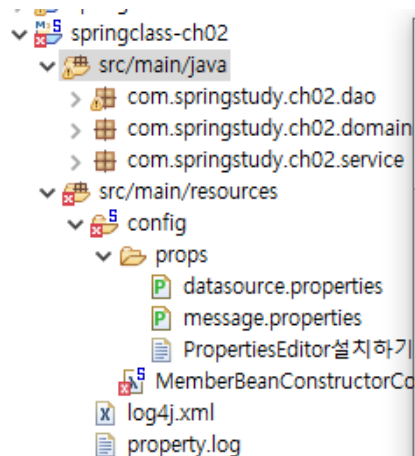 springclass-ch02
src/main/java
com.springstudy.ch02.dao
com.springstudy.ch02.domain
com.springstudy.ch02.service
src/main/resources
config
props
datasource.properties
message.properties
PropertiesEditor설치하기
MemberBeanConstructorCo
log4j.xml
property.log